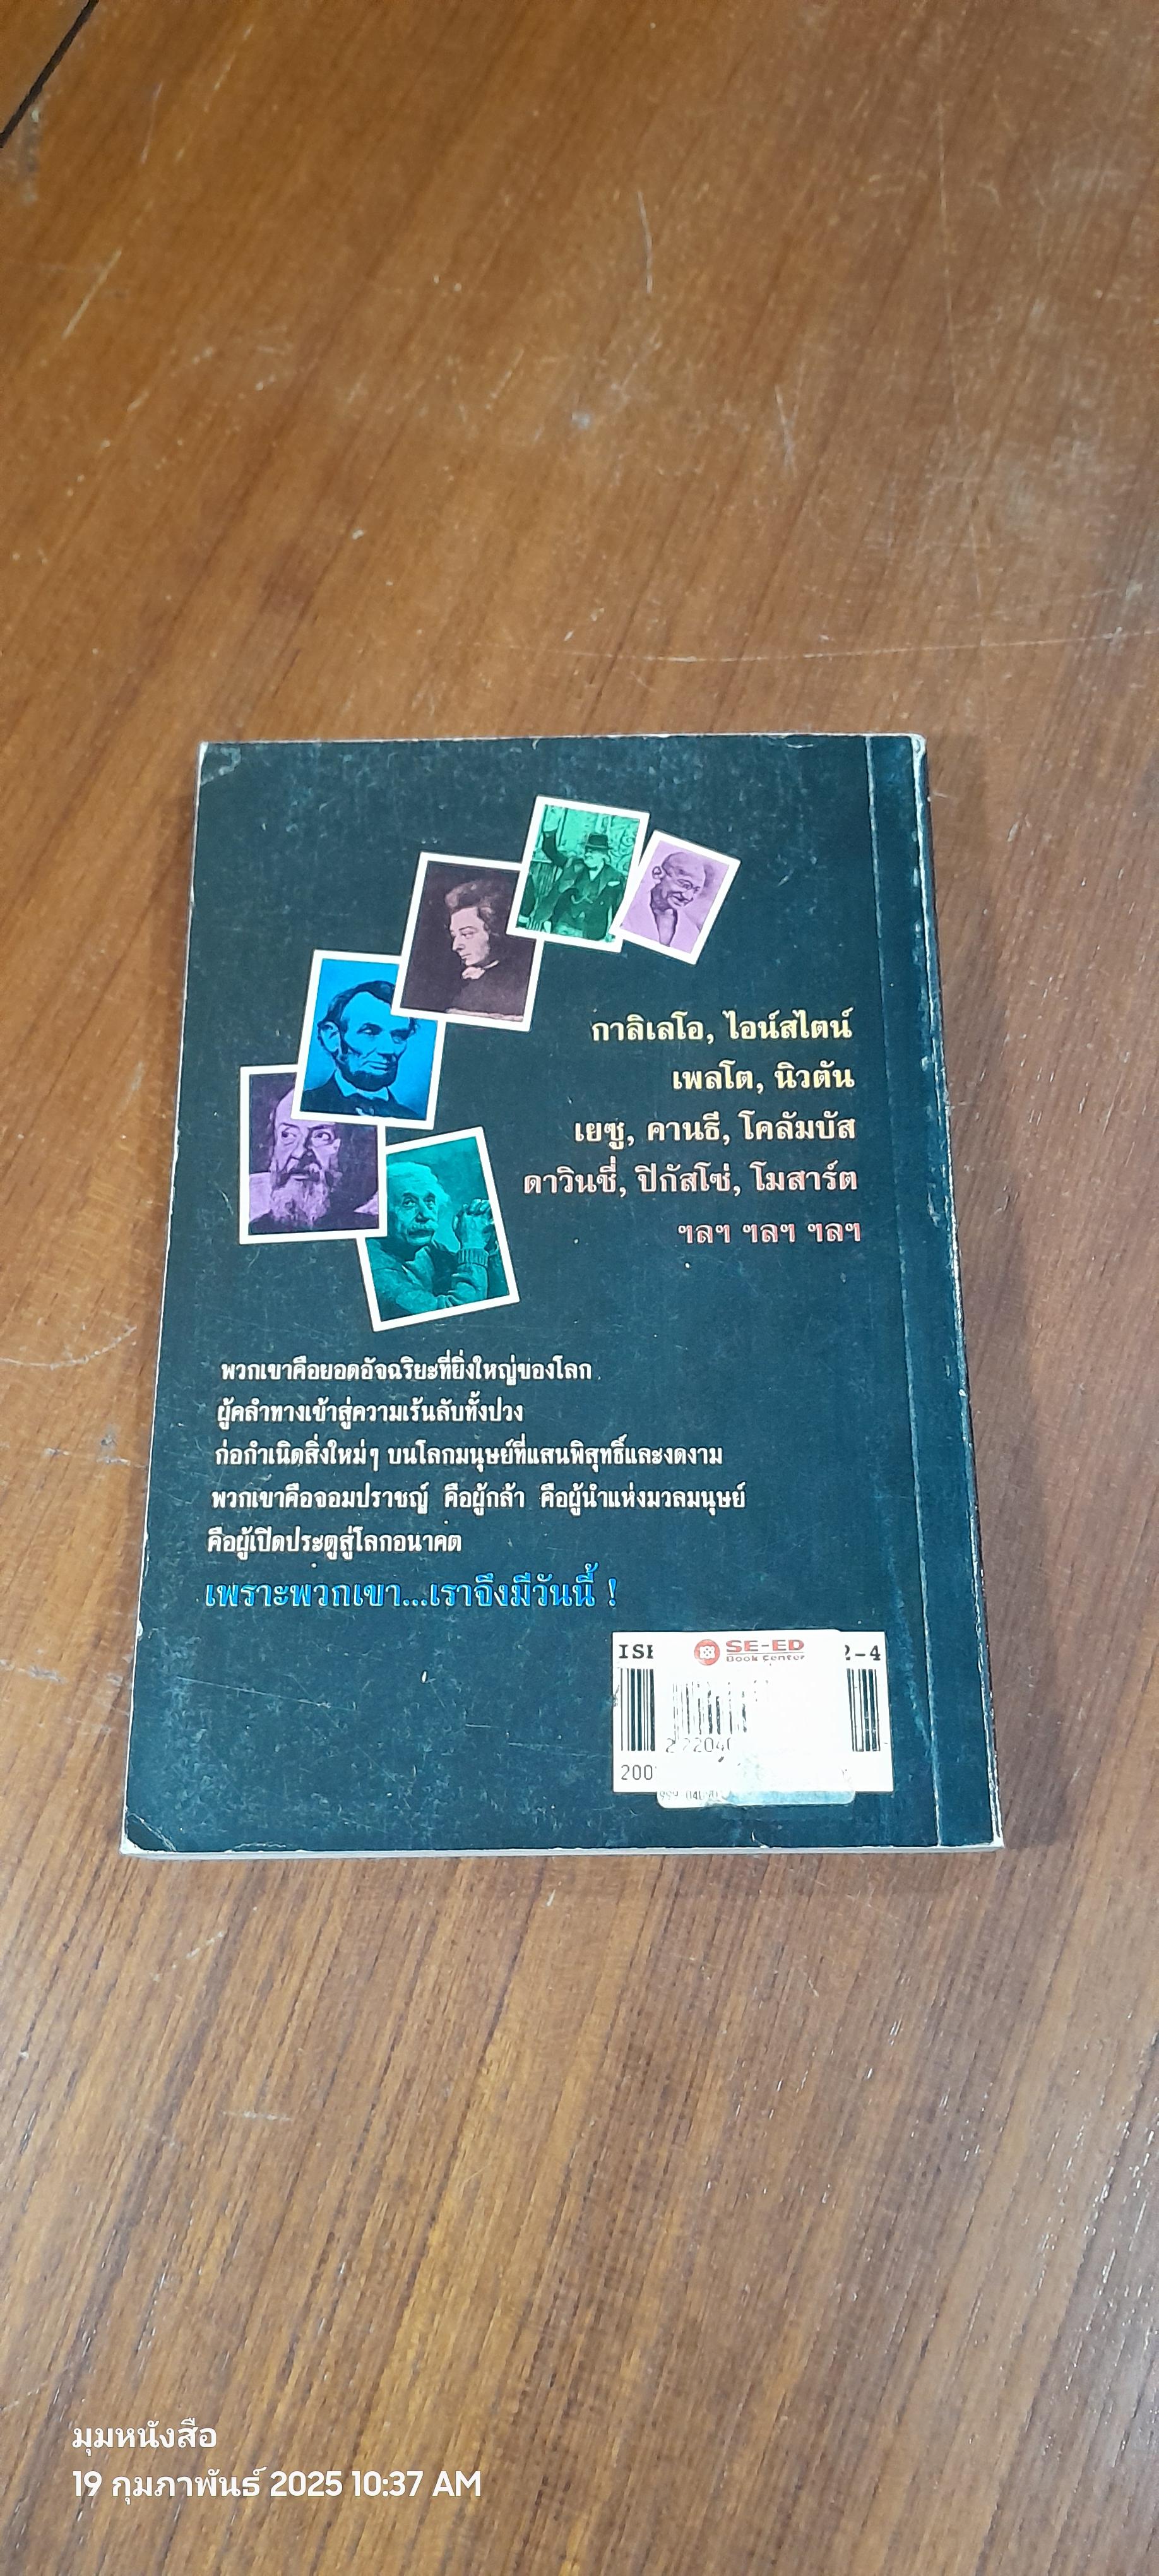 กาลิเลโอ, ไอน์สไตน์
เพลโต, นิวตัน
เยซู, คานธี, โคลัมบัส
ดาวินชี่, ปิกัสโซ่, โมสาร์ต
ฯลฯ ฯลฯ ฯลฯ
พวกเขาคือยอดอัจฉริยะที่ยิ่งใหญ่ของโลก
ผู้คลำทางเข้าสู่ความเร้นลับทั้งปวง
ก่อกำเนิดสิ่งใหม่ๆ บนโลกมนุษย์ที่แสนพิสุทธิ์และงดงาม
พวกเขาคือจอมปราชญ์ คือผู้กล้า คือผู้นำแห่งมวลมนุษย์
คือผู้เปิดประตูสู่โลกอนาคต
เพราะพวกเขา...เราจึงมีวันนี้ !
SE-ED
Book Center
2-4
200
มุมหนังสือ
19 กุมภาพันธ์ 2025 10:37 AM